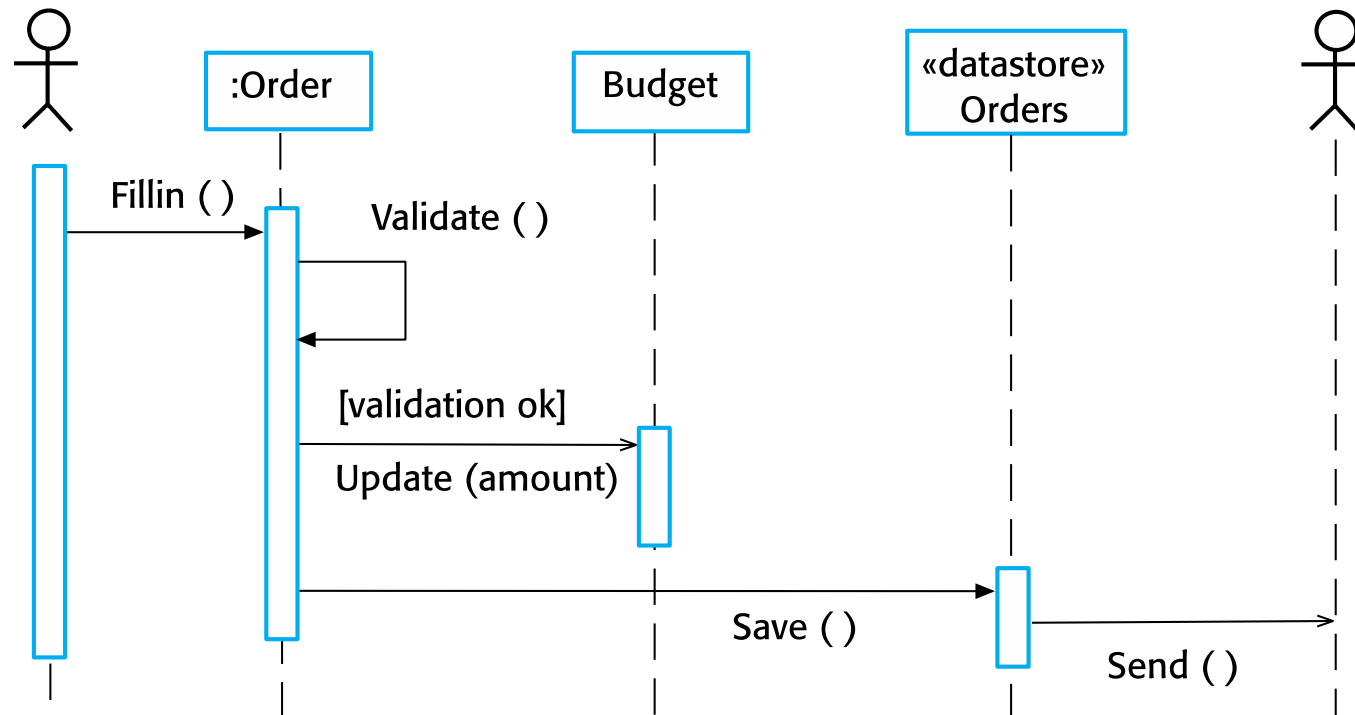 :Order
Budget
«datastore»
Orders
Fillin ( )
Validate ( )
[validation ok]
Update (amount)
Save ( )
Send ( )